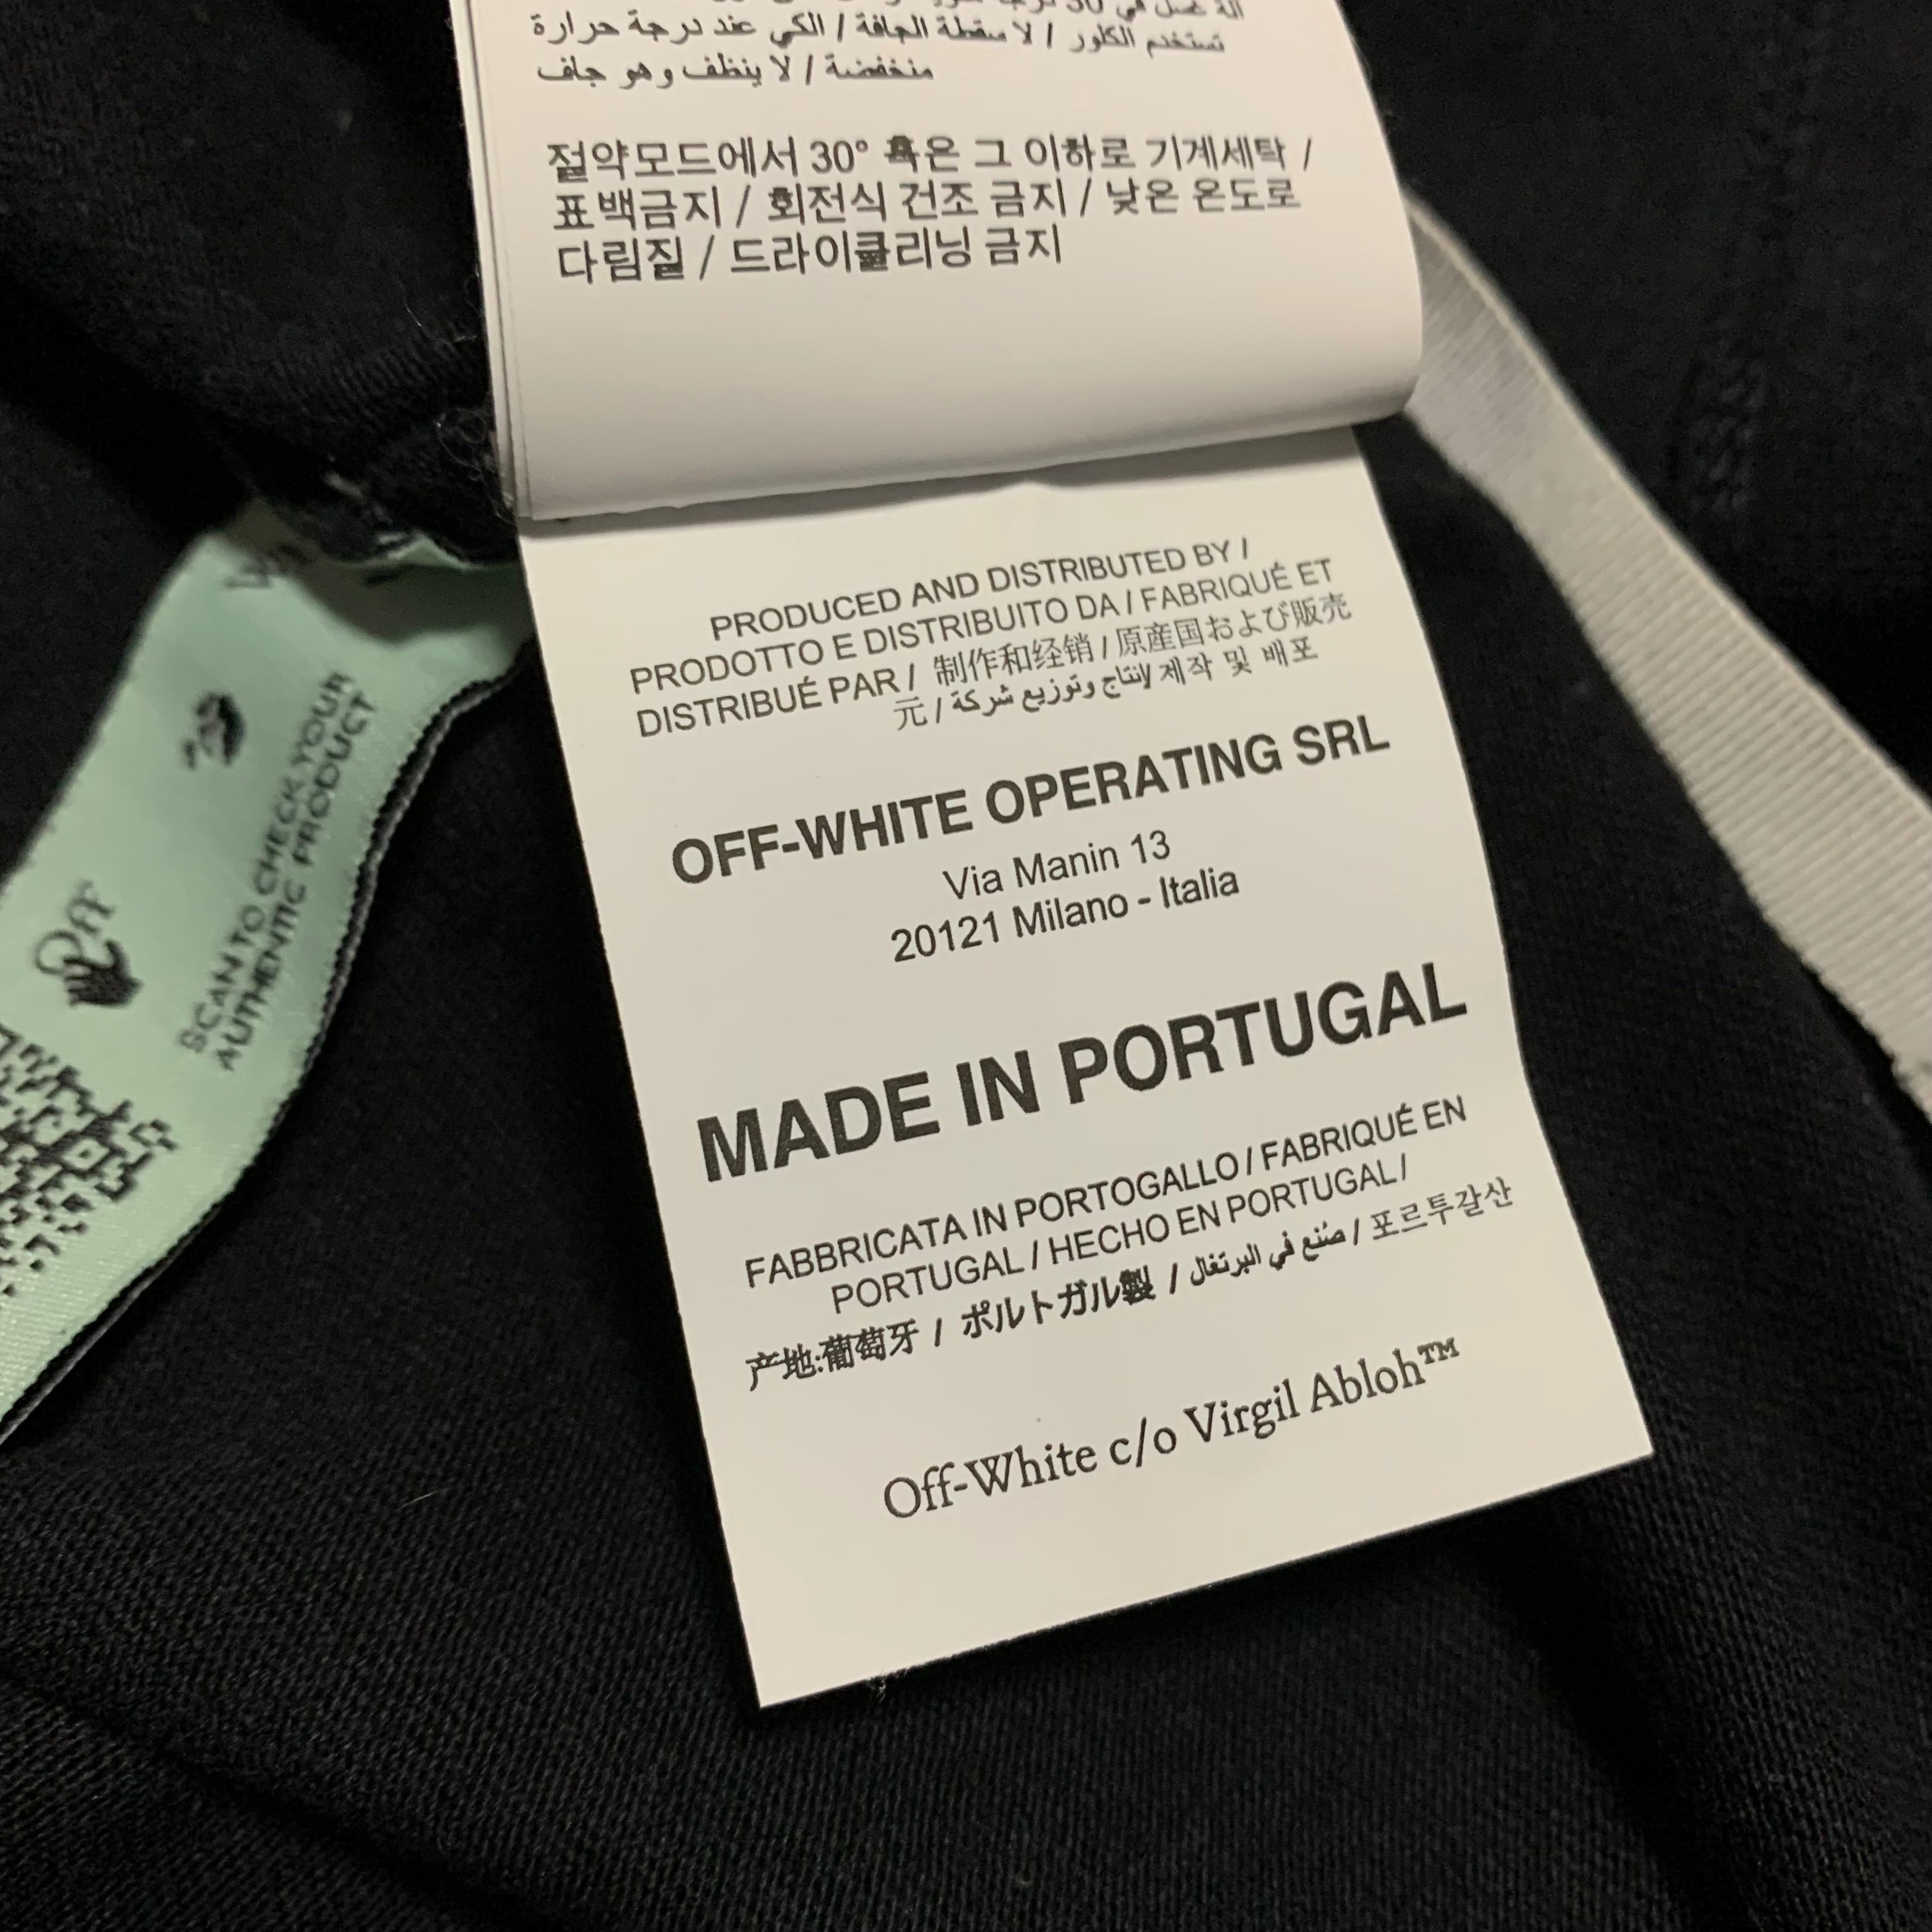 تستخدم الكلور / لا سقطة الجافة / الكي عند درجة حرارة
منخفضة / لا ينظف وهو جاف
절약모드에서 30° 혹은 그 이하로 기계세탁 /
표백금지 / 회전식 건조 금지 / 낮은 온도로
다림질 / 드라이클리닝 금지
PRODUCED AND DISTRIBUTED BY /
PRODOTTO E DISTRIBUITO DA / FABRIQUÉ ET
DISTRIBUÉ PAR / 制作和经销 / 原産国および販売
元 / لإنتاج وتوزيع شركة 제작 및 배포
OFF-WHITE OPERATING SRL
Via Manin 13
20121 Milano - Italia
MADE IN PORTUGAL
FABBRICATA IN PORTOGALLO / FABRIQUÉ EN
PORTUGAL / HECHO EN PORTUGAL /
产地:葡萄牙 / ポルトガル製 / صُنع في البرتغال / 포르투갈산
Off-White c/o Virgil Abloh™
Off
SCAN TO CHECK YOUR
AUTHENTIC PRODUCT